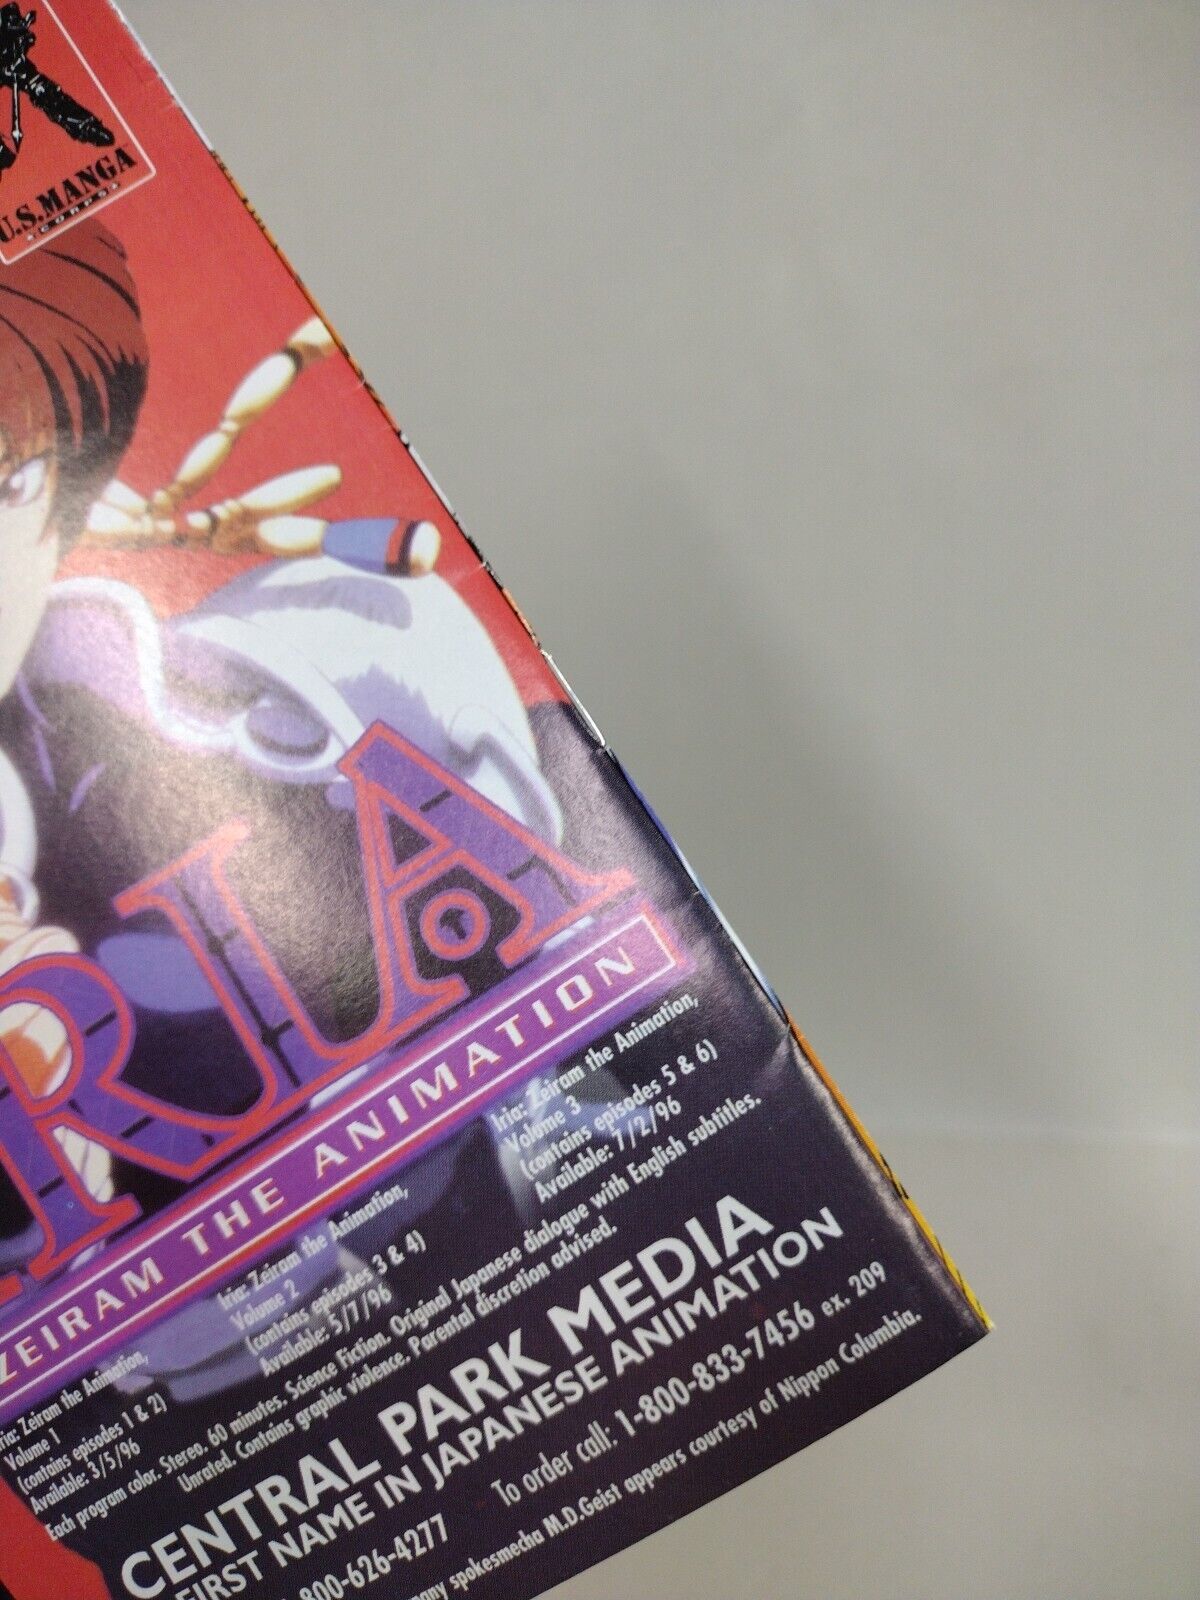 U.S.MANGA
CORPS
IRIA
ZEIRAM THE ANIMATION
Iria: Zeiram the Animation,
Volume 3
(contains episodes 5 & 6)
Available: 7/2/96
Iria: Zeiram the Animation,
Volume 2
(contains episodes 3 & 4)
Available: 5/7/96
Zeiram the Animation,
Volume 1
(contains episodes 1 & 2)
Available: 3/5/96
Each program color. Stereo. 60 minutes. Science Fiction. Original Japanese dialogue with English subtitles.
Unrated. Contains graphic violence. Parental discretion advised.
CENTRAL PARK MEDIA
FIRST NAME IN JAPANESE ANIMATION
800-626-4277 To order call: 1-800-833-7456 ex. 209
spokesmecha M.D.Geist appears courtesy of Nippon Columbia.